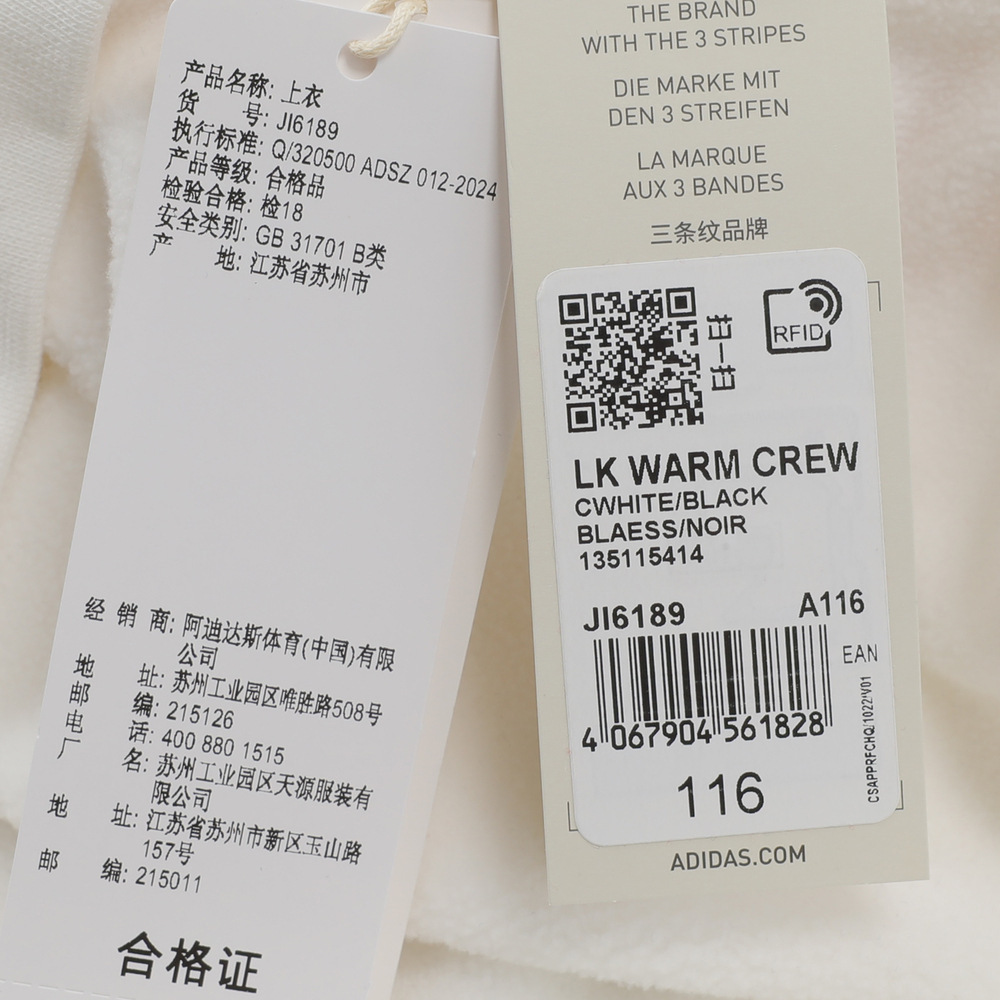 产品名称: 上衣
货 号: JI6189
执行标准: Q/320500 ADSZ 012-2024
产品等级: 合格品
检验合格: 检18
安全类别: GB 31701 B类
产 地: 江苏省苏州市
经 销 商: 阿迪达斯体育(中国)有限
公司
地 址: 苏州工业园区唯胜路508号
邮 编: 215126
电 话: 400 880 1515
厂 名: 苏州工业园区天源服装有
限公司
地 址: 江苏省苏州市新区玉山路
157号
邮 编: 215011
合格证
THE BRAND
WITH THE 3 STRIPES
DIE MARKE MIT
DEN 3 STREIFEN
LA MARQUE
AUX 3 BANDES
三条纹品牌
RFID
LK WARM CREW
CWHITE/BLACK
BLAESS/NOIR
135115414
JI6189 A116
EAN
4 067904 561828
CSAPPRFCHQ/1022/V01
116
ADIDAS.COM